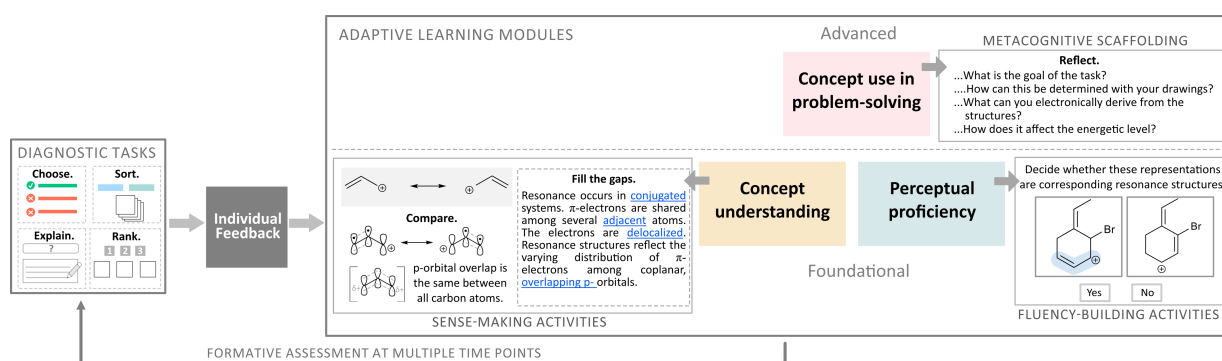 ADAPTIVE LEARNING MODULES
Advanced
METACOGNITIVE SCAFFOLDING
Concept use in
problem-solving
Reflect.
...What is the goal of the task?
....How can this be determined with your drawings?
...What can you electronically derive from the
structures?
...How does it affect the energetic level?
DIAGNOSTIC TASKS
Choose.
Sort.
Explain.
?
Rank.
1 2 3
Individual
Feedback
⊕
Compare.
⊕
⊕
δ+
δ+
p-orbital overlap is
the same between
all carbon atoms.
Fill the gaps.
Resonance occurs in conjugated
systems. π-electrons are shared
among several adjacent atoms.
The electrons are delocalized.
Resonance structures reflect the
varying distribution of π-
electrons among coplanar,
overlapping p- orbitals.
SENSE-MAKING ACTIVITIES
Concept
understanding
Perceptual
proficiency
Foundational
Decide whether these representations
are corresponding resonance structures.
Br
⊕
Br
⊕
Yes
No
FLUENCY-BUILDING ACTIVITIES
FORMATIVE ASSESSMENT AT MULTIPLE TIME POINTS